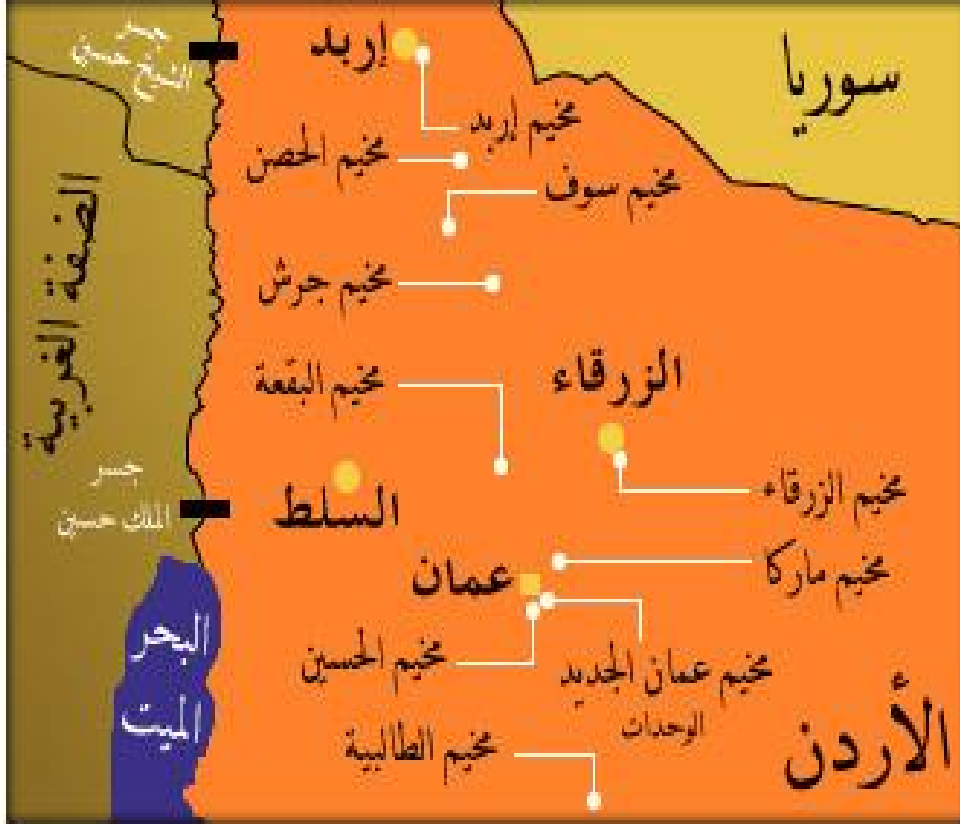 سوريا
إربد
جسر
الشيخ حسين
مخيم إربد
مخيم الحصن
مخيم سوف
الضفة الغربية
مخيم جرش
الزرقاء
مخيم البقعة
جسر
الملك حسين
السلط
مخيم الزرقاء
مخيم ماركا
عمان
البحر
الميت
مخيم الحسين
مخيم عمان الجديد
الوحدات
مخيم الطالبية
الأردن